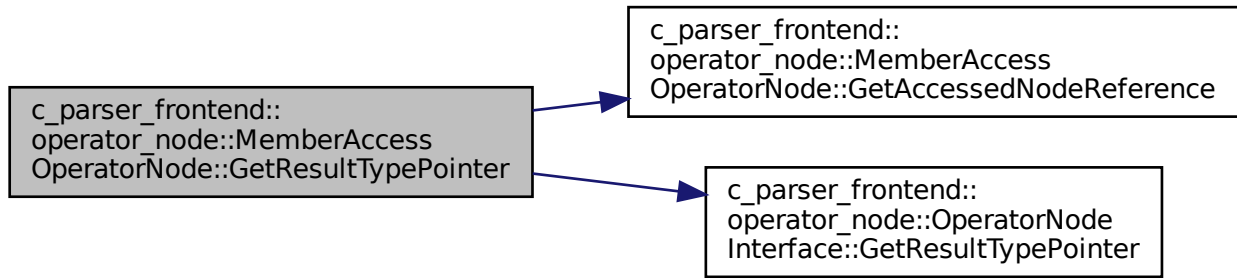 c_parser_frontend::
operator_node::MemberAccess
OperatorNode::GetResultTypePointer
c_parser_frontend::
operator_node::MemberAccess
OperatorNode::GetAccessedNodeReference
c_parser_frontend::
operator_node::OperatorNode
Interface::GetResultTypePointer